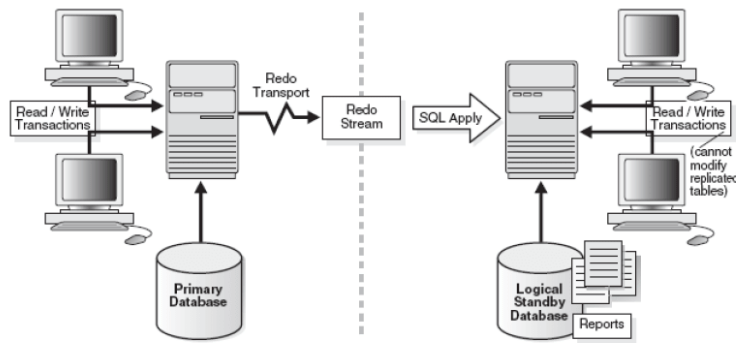 Read / Write
Transactions
Redo
Transport
Redo
Stream
SQL Apply
Read / Write
Transactions
(cannot
modify
replicated
tables)
Primary
Database
Logical
Standby
Database
Reports